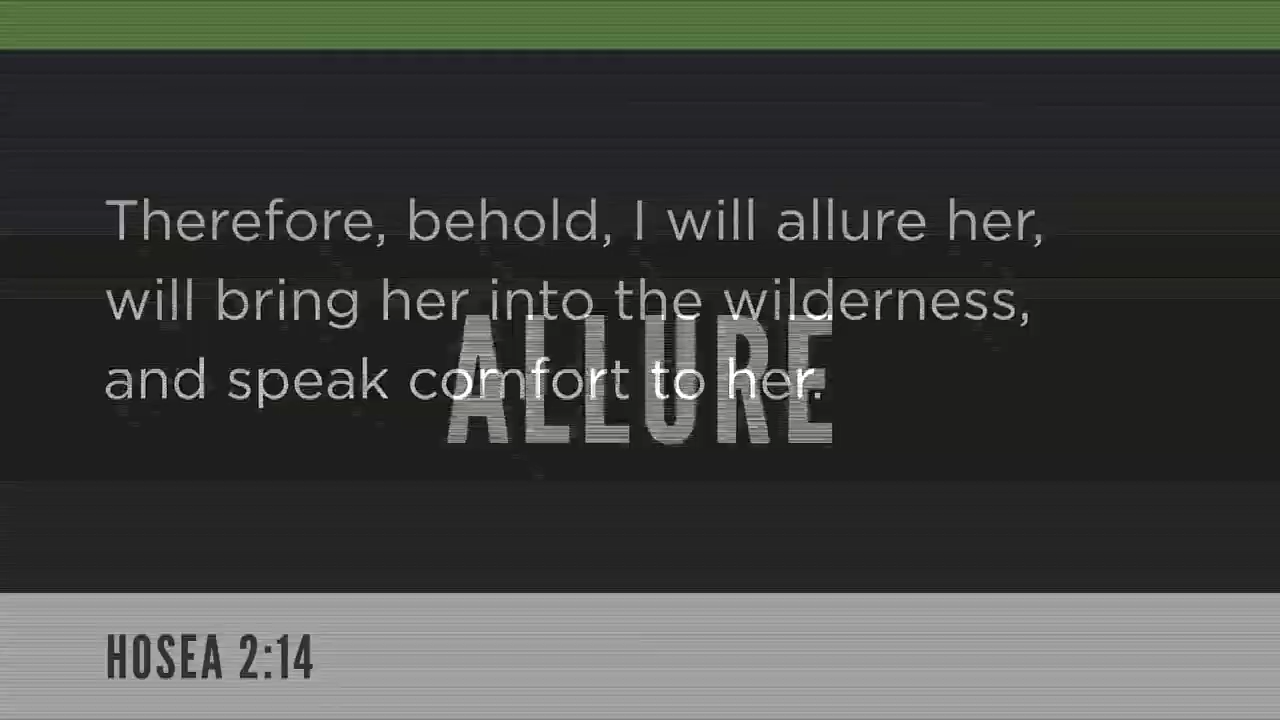 Therefore, behold, I will allure her,
will bring her into the wilderness,
and speak comfort to her.
ALLURE
HOSEA 2:14